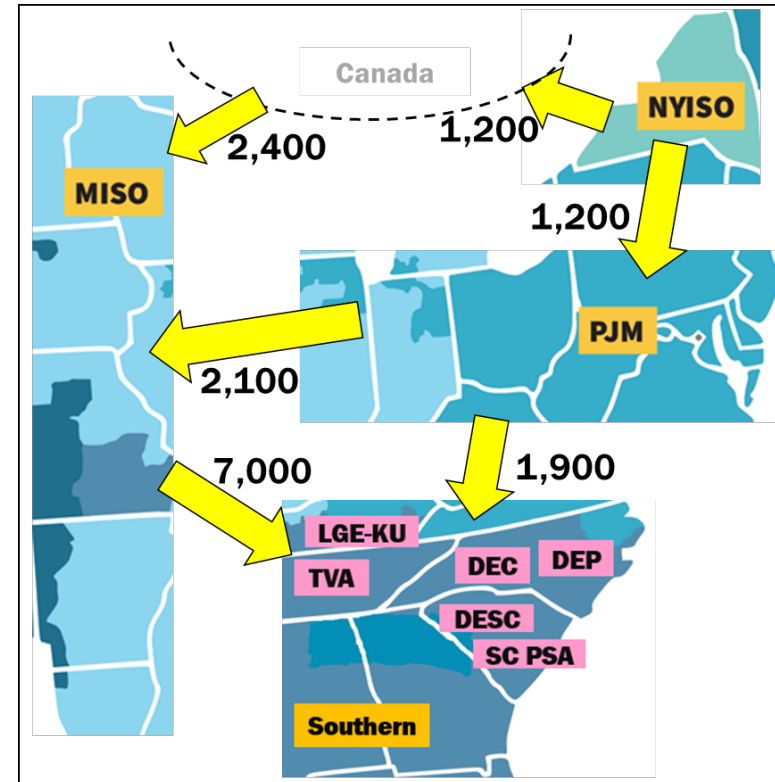 Canada
NYISO
1,200
2,400
MISO
1,200
PJM
2,100
7,000
1,900
LGE-KU
TVA
DEC
DEP
DESC
SC PSA
Southern